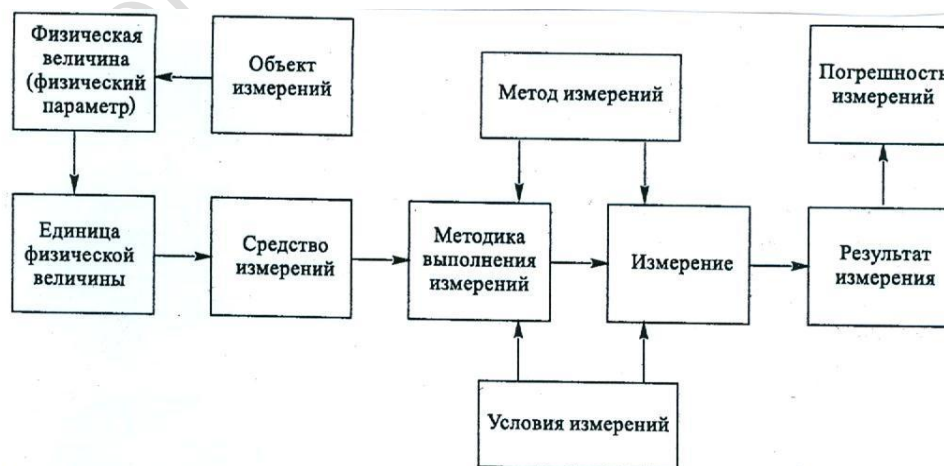 Физическая
величина
(физический
параметр)
Объект
измерений
Метод измерений
Погрешность
измерений
Единица
физической
величины
Средство
измерений
Методика
выполнения
измерений
Измерение
Результат
измерения
Условия измерений